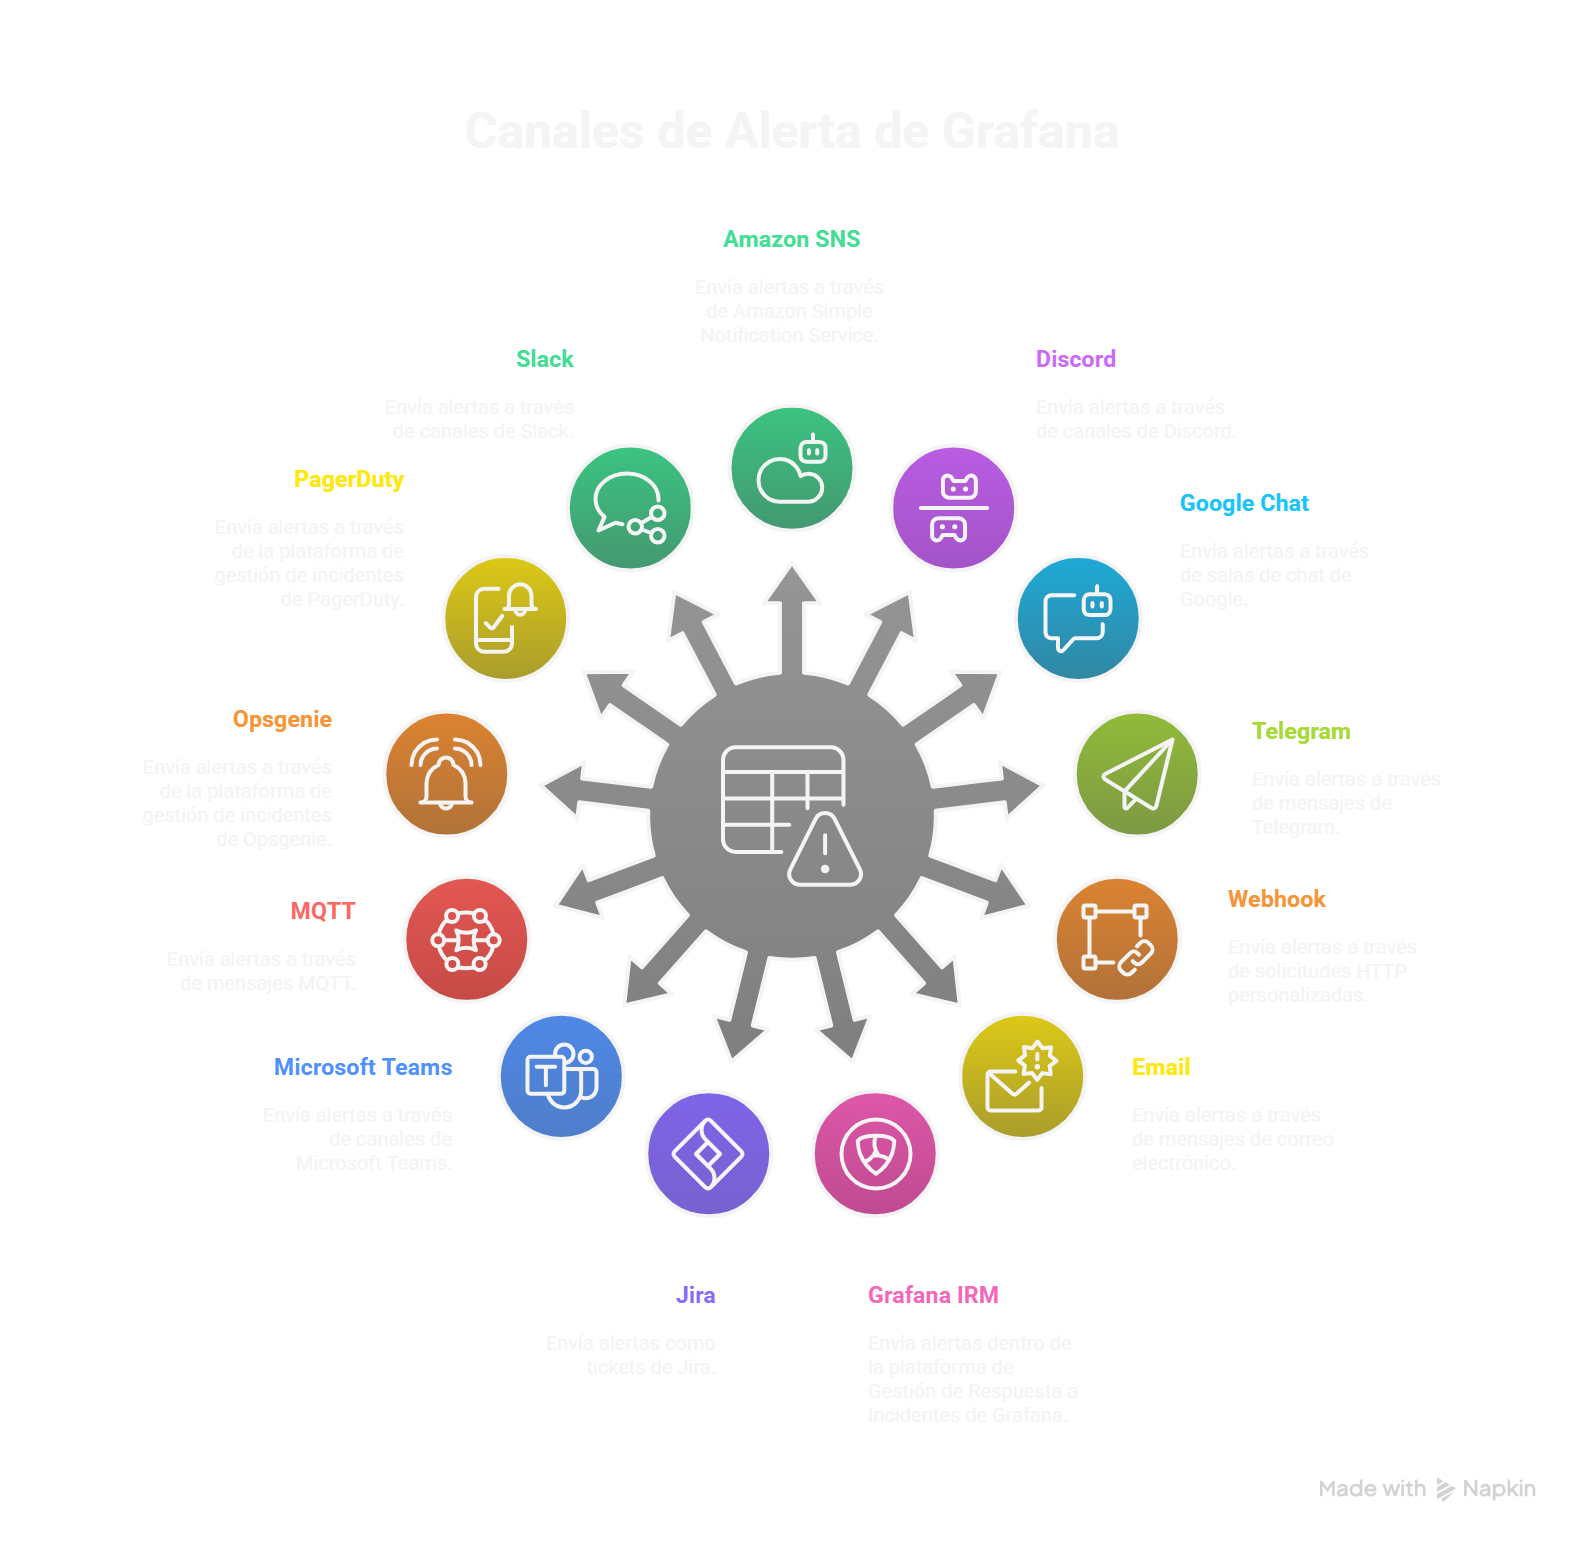 Canales de Alerta de Grafana
Amazon SNS
Envía alertas a través
de Amazon Simple
Notification Service.
Slack
Envía alertas a través
de canales de Slack.
Discord
Envía alertas a través
de canales de Discord.
PagerDuty
Envía alertas a través
de la plataforma de
gestión de incidentes
de PagerDuty.
Google Chat
Envía alertas a través
de salas de chat de
Google.
Opsgenie
Envía alertas a través
de la plataforma de
gestión de incidentes
de Opsgenie.
Telegram
Envía alertas a través
de mensajes de
Telegram.
MQTT
Envía alertas a través
de mensajes MQTT.
Webhook
Envía alertas a través
de solicitudes HTTP
personalizadas.
Microsoft Teams
Envía alertas a través
de canales de
Microsoft Teams.
T
Email
Envía alertas a través
de mensajes de correo
electrónico.
Jira
Envía alertas como
tickets de Jira.
Grafana IRM
Envía alertas dentro de
la plataforma de
Gestión de Respuesta a
Incidentes de Grafana.
Made with Napkin